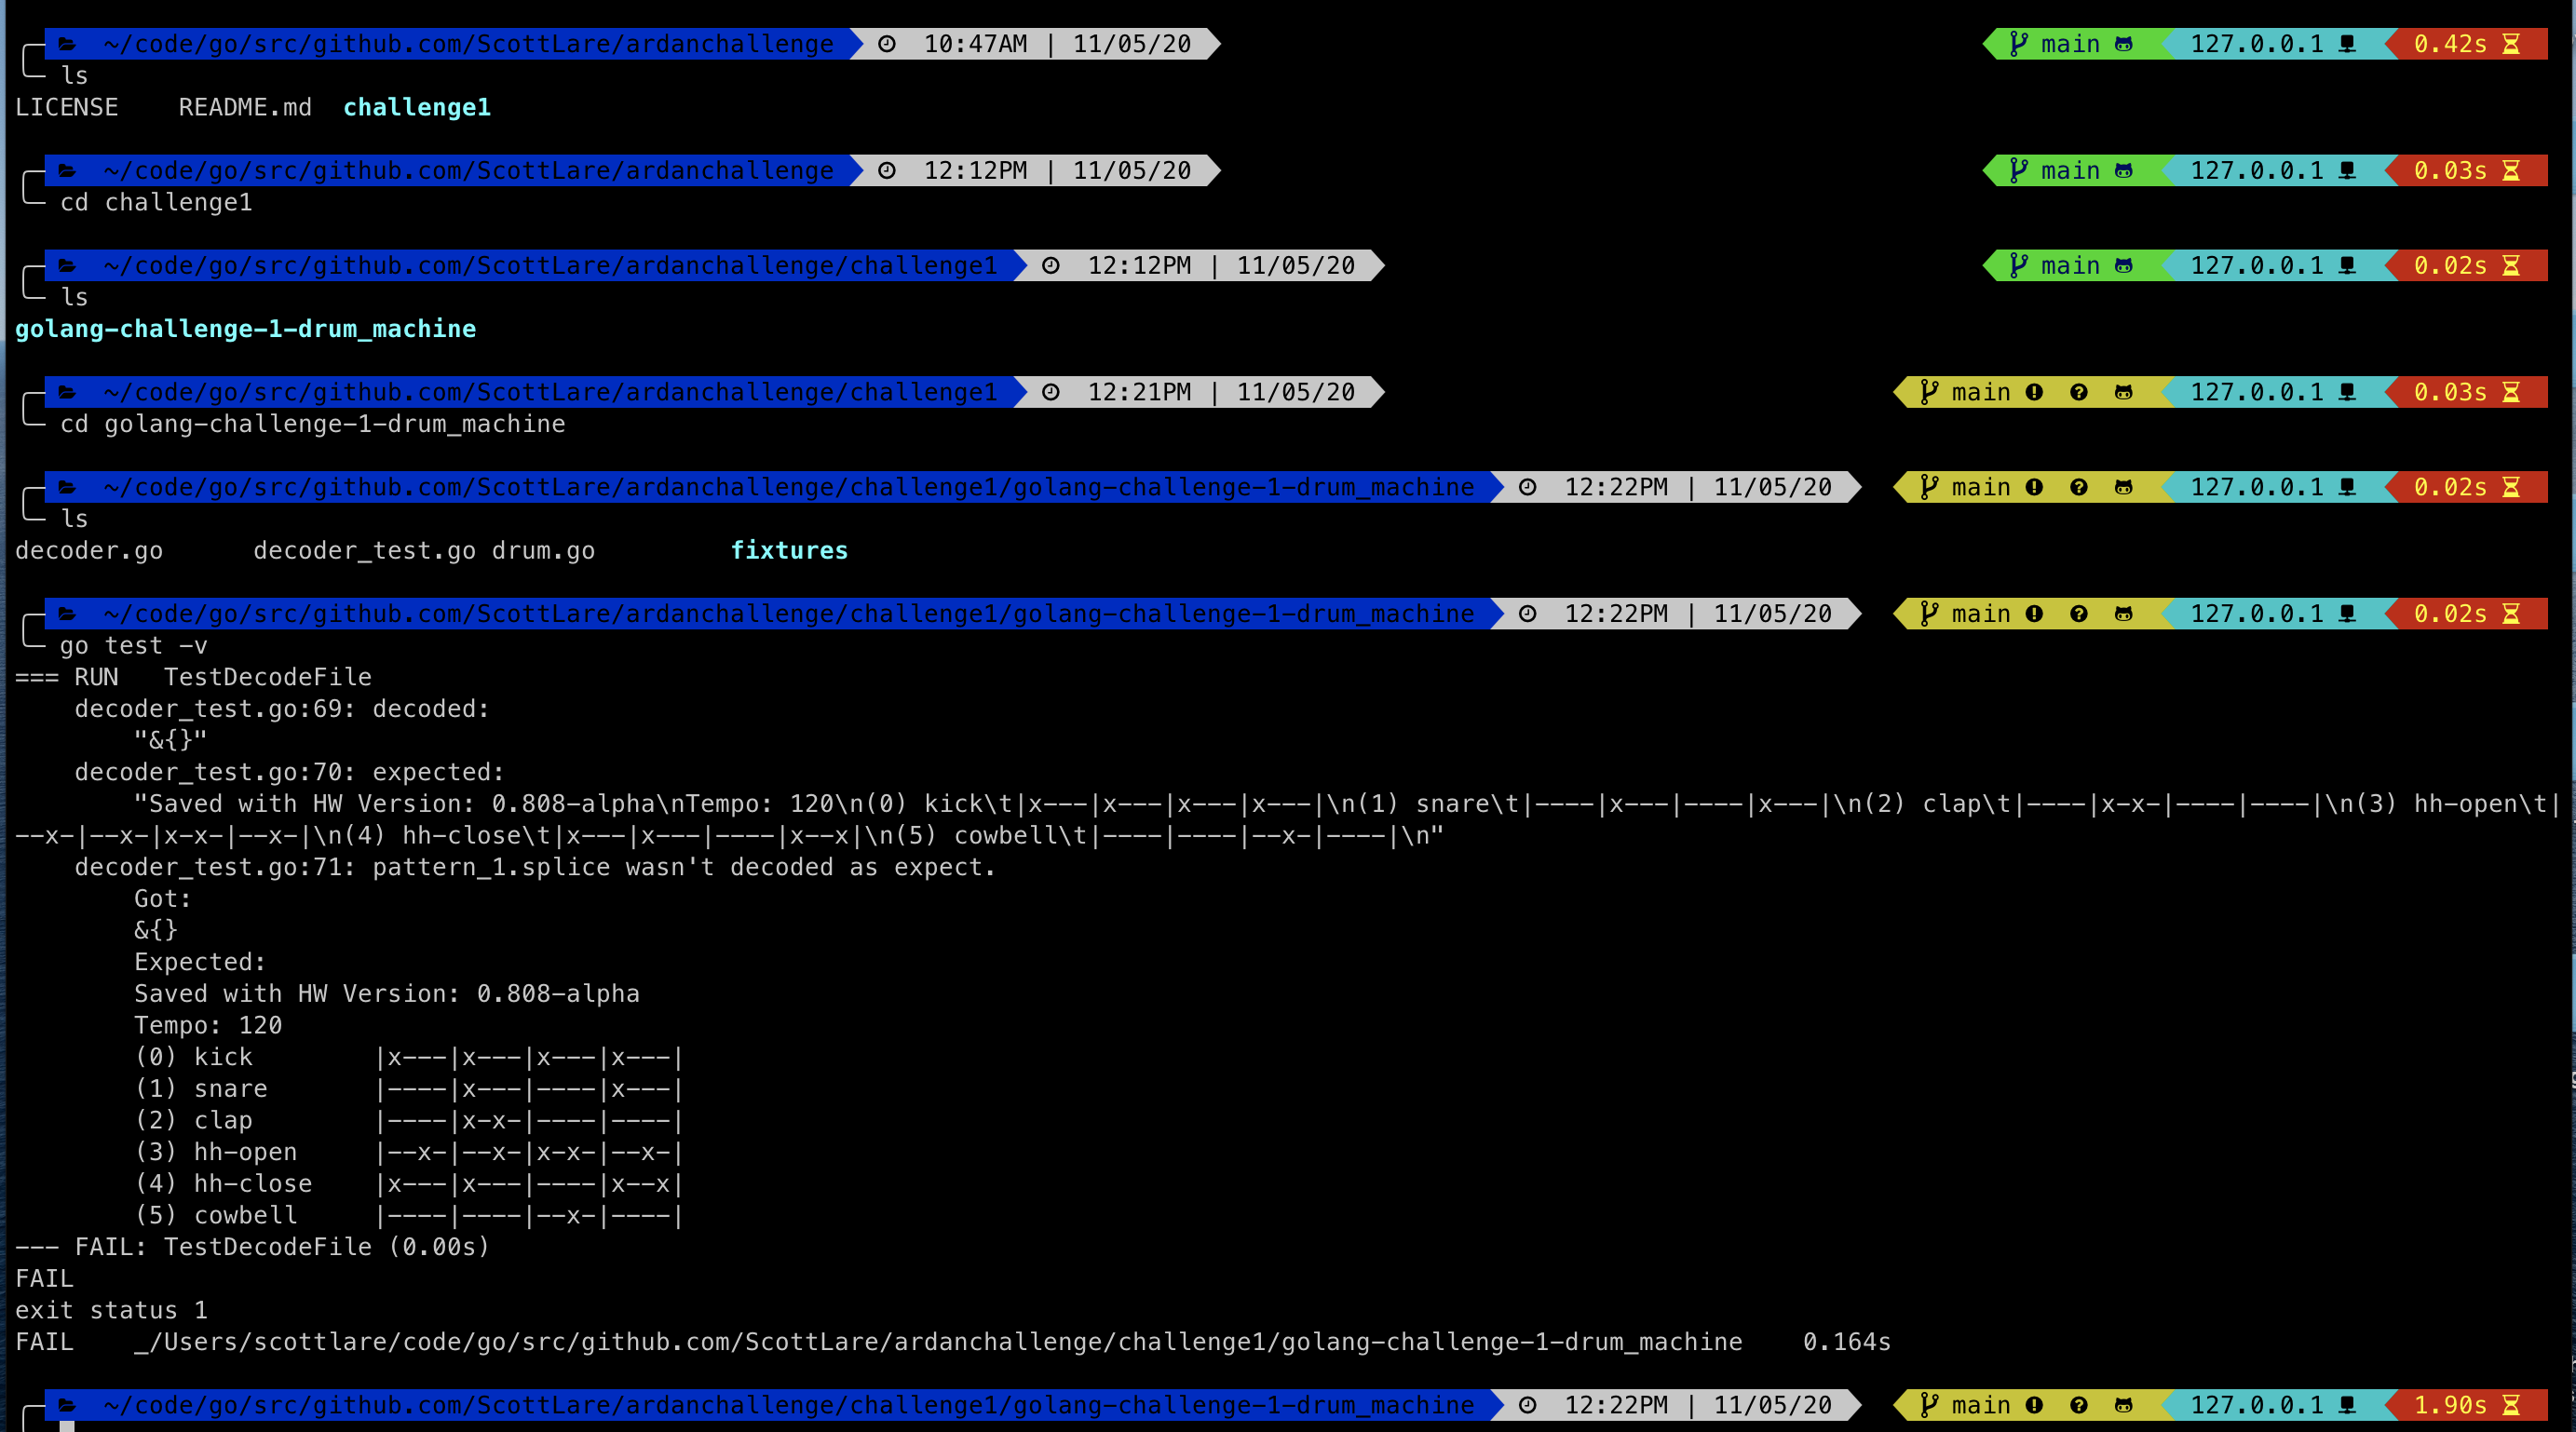 ~/code/go/src/github.com/ScottLare/ardanchallenge 10:47AM | 11/05/20 main 127.0.0.1 0.42s
ls
LICENSE README.md challenge1
~/code/go/src/github.com/ScottLare/ardanchallenge 12:12PM | 11/05/20 main 127.0.0.1 0.03s
cd challenge1
~/code/go/src/github.com/ScottLare/ardanchallenge/challenge1 12:12PM | 11/05/20 main 127.0.0.1 0.02s
ls
golang-challenge-1-drum_machine
~/code/go/src/github.com/ScottLare/ardanchallenge/challenge1 12:21PM | 11/05/20 main 127.0.0.1 0.03s
cd golang-challenge-1-drum_machine
~/code/go/src/github.com/ScottLare/ardanchallenge/challenge1/golang-challenge-1-drum_machine 12:22PM | 11/05/20 main 127.0.0.1 0.02s
ls
decoder.go decoder_test.go drum.go fixtures
~/code/go/src/github.com/ScottLare/ardanchallenge/challenge1/golang-challenge-1-drum_machine 12:22PM | 11/05/20 main 127.0.0.1 0.02s
go test -v
=== RUN TestDecodeFile
decoder_test.go:69: decoded:
"&{}"
decoder_test.go:70: expected:
"Saved with HW Version: 0.808-alpha\nTempo: 120\n(0) kick\t|x---|x---|x---|x---|\n(1) snare\t|----|x---|----|x---|\n(2) clap\t|----|x-x-|----|----|\n(3) hh-open\t|
--x-|--x-|x-x-|--x-|\n(4) hh-close\t|x---|x---|----|x--x|\n(5) cowbell\t|----|----|--x-|----|\n"
decoder_test.go:71: pattern_1.splice wasn't decoded as expect.
Got:
&{}
Expected:
Saved with HW Version: 0.808-alpha
Tempo: 120
(0) kick |x---|x---|x---|x---|
(1) snare |----|x---|----|x---|
(2) clap |----|x-x-|----|----|
(3) hh-open |--x-|--x-|x-x-|--x-|
(4) hh-close |x---|x---|----|x--x|
(5) cowbell |----|----|--x-|----|
--- FAIL: TestDecodeFile (0.00s)
FAIL
exit status 1
FAIL _/Users/scottlare/code/go/src/github.com/ScottLare/ardanchallenge/challenge1/golang-challenge-1-drum_machine 0.164s
~/code/go/src/github.com/ScottLare/ardanchallenge/challenge1/golang-challenge-1-drum_machine 12:22PM | 11/05/20 main 127.0.0.1 1.90s